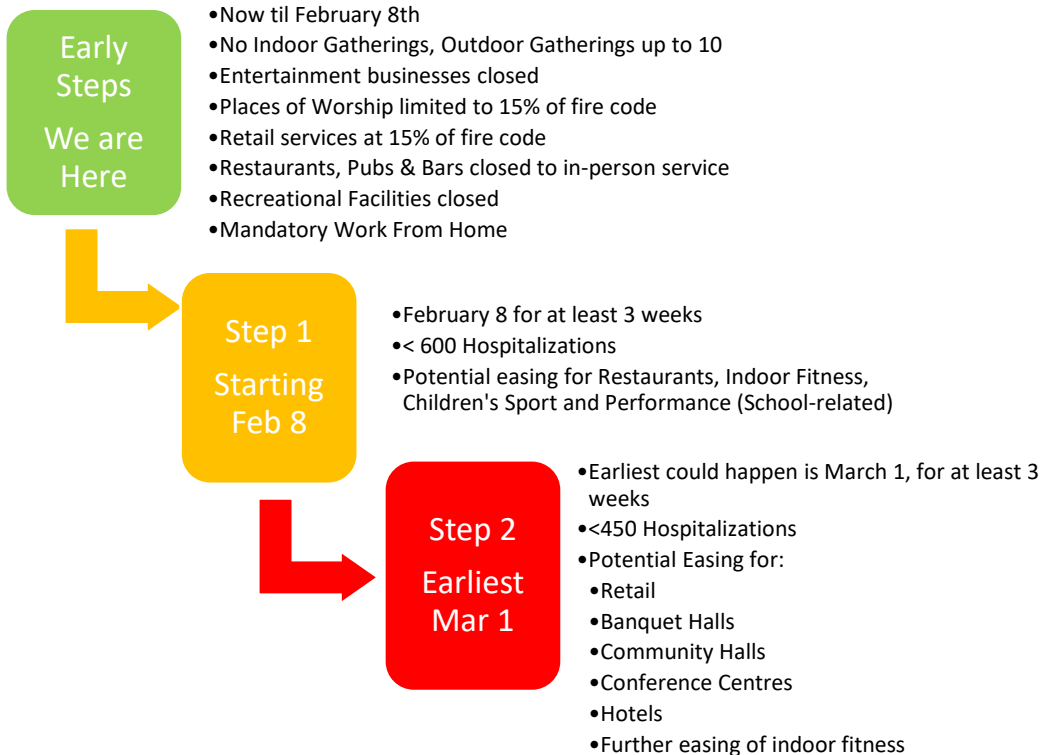 Early
Steps
We are
Here
•Now til February 8th
•No Indoor Gatherings, Outdoor Gatherings up to 10
•Entertainment businesses closed
•Places of Worship limited to 15% of fire code
•Retail services at 15% of fire code
•Restaurants, Pubs & Bars closed to in-person service
•Recreational Facilities closed
•Mandatory Work From Home
Step 1
Starting
Feb 8
•February 8 for at least 3 weeks
•< 600 Hospitalizations
•Potential easing for Restaurants, Indoor Fitness,
Children's Sport and Performance (School-related)
Step 2
Earliest
Mar 1
•Earliest could happen is March 1, for at least 3
weeks
•<450 Hospitalizations
•Potential Easing for:
•Retail
•Banquet Halls
•Community Halls
•Conference Centres
•Hotels
•Further easing of indoor fitness